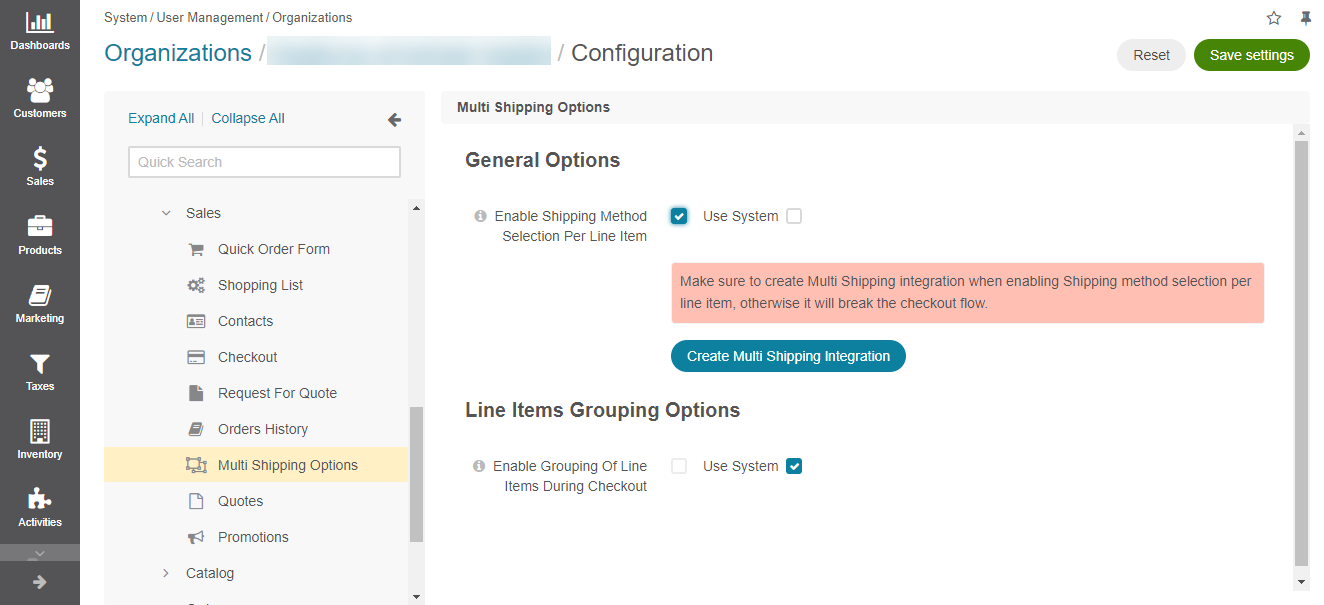 System / User Management / Organizations
Organizations / / Configuration
Reset
Save settings
Dashboards
Customers
Sales
Products
Marketing
Taxes
Inventory
Activities
Expand All
Collapse All
Quick Search
Sales
Quick Order Form
Shopping List
Contacts
Checkout
Request For Quote
Orders History
Multi Shipping Options
Quotes
Promotions
Catalog
Multi Shipping Options
General Options
Enable Shipping Method
Selection Per Line Item
Use System
Make sure to create Multi Shipping integration when enabling Shipping method selection per
line item, otherwise it will break the checkout flow.
Create Multi Shipping Integration
Line Items Grouping Options
Enable Grouping Of Line
Items During Checkout
Use System